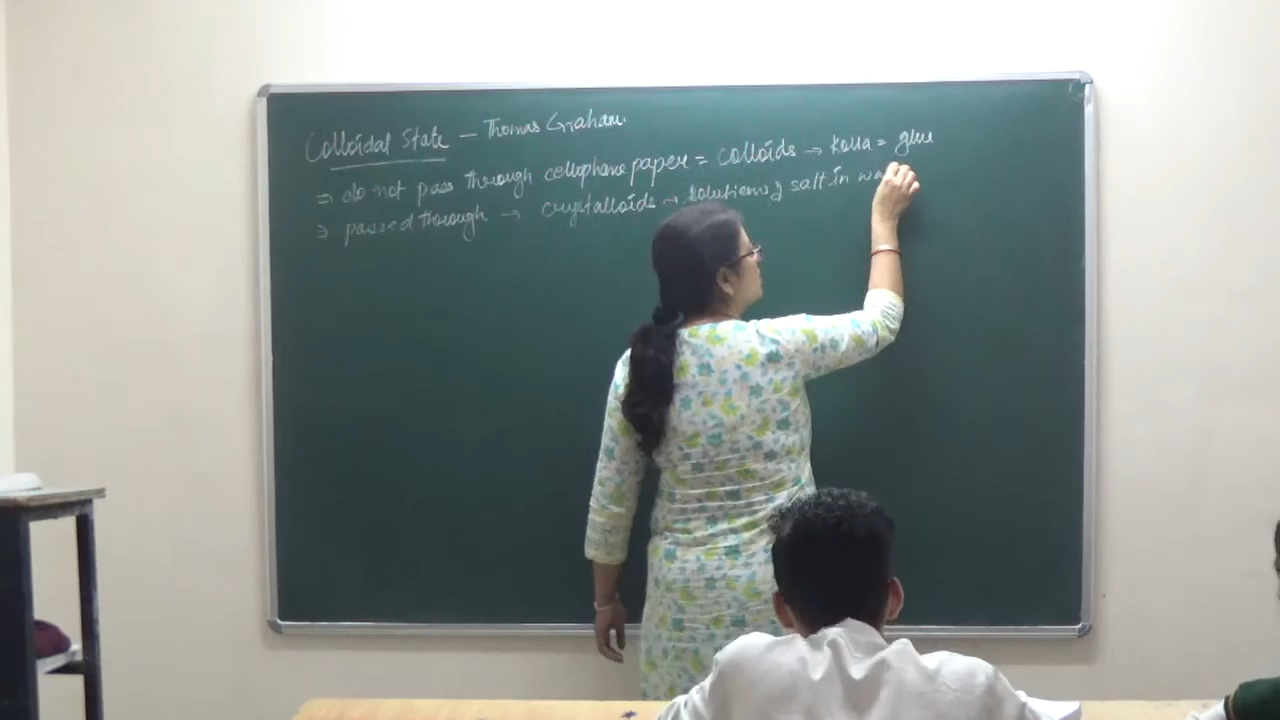 Colloidal State — Thomas Graham.
⇒ do not pass through cellophane paper = colloids → kolla = glue
⇒ passed through → crystalloids → solution of salt in wa